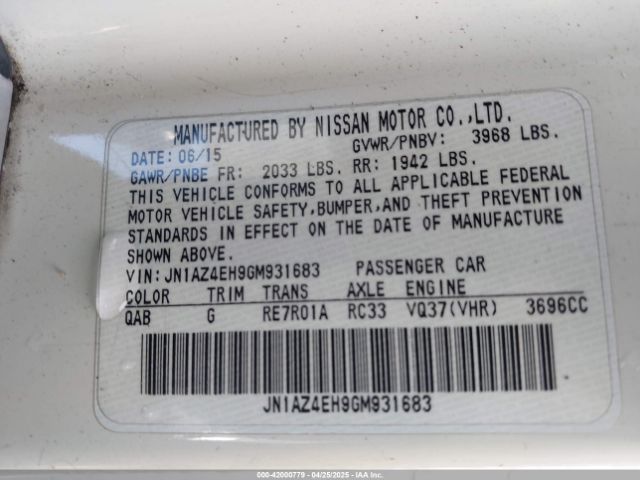 MANUFACTURED BY NISSAN MOTOR CO.,LTD.
DATE: 06/15 GVWR/PNBV: 3968 LBS.
GAWR/PNBE FR: 2033 LBS. RR: 1942 LBS.
THIS VEHICLE CONFORMS TO ALL APPLICABLE FEDERAL
MOTOR VEHICLE SAFETY,BUMPER,AND THEFT PREVENTION
STANDARDS IN EFFECT ON THE DATE OF MANUFACTURE
SHOWN ABOVE.
VIN: JN1AZ4EH9GM931683 PASSENGER CAR
COLOR TRIM TRANS AXLE ENGINE
QAB G RE7R01A RC33 VQ37(VHR) 3696CC
JN1AZ4EH9GM931683
000-42000779 - 04/25/2025 - IAAI.COM